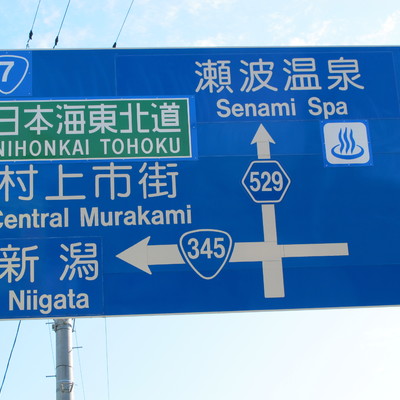 7
瀬波温泉
Senami Spa
日本海東北道
NIHONKAI TOHOKU
村上市街
Central Murakami
529
345
新潟
Niigata